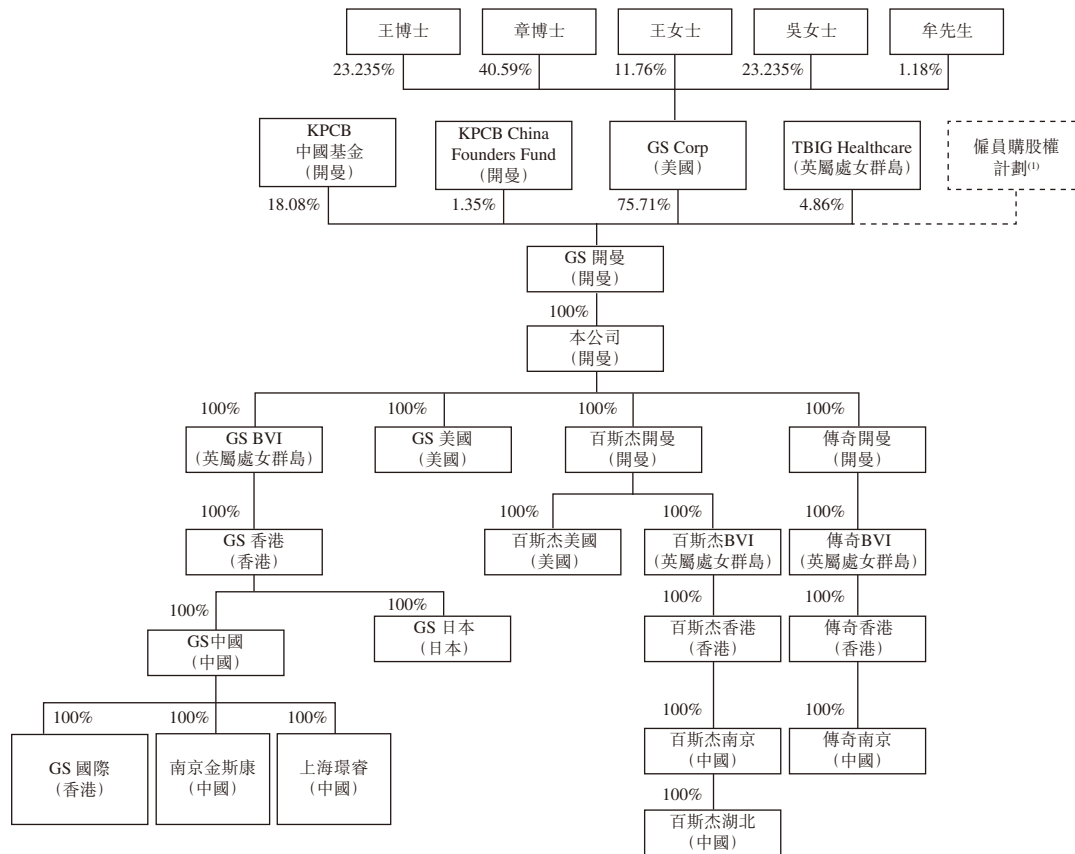 王博士
章博士
王女士
吳女士
牟先生
23.235%
40.59%
11.76%
23.235%
1.18%
KPCB
中國基金
(開曼)
KPCB China
Founders Fund
(開曼)
GS Corp
(美國)
TBIG Healthcare
(英屬處女群島)
僱員購股權
計劃(1)
18.08%
1.35%
75.71%
4.86%
GS 開曼
(開曼)
100%
本公司
(開曼)
100%
100%
100%
100%
GS BVI
(英屬處女群島)
GS 美國
(美國)
百斯杰開曼
(開曼)
傳奇開曼
(開曼)
100%
100%
100%
100%
GS 香港
(香港)
百斯杰美國
(美國)
百斯杰BVI
(英屬處女群島)
傳奇BVI
(英屬處女群島)
100%
100%
100%
100%
GS中國
(中國)
GS 日本
(日本)
百斯杰香港
(香港)
傳奇香港
(香港)
100%
100%
100%
100%
100%
GS 國際
(香港)
南京金斯康
(中國)
上海璟睿
(中國)
百斯杰南京
(中國)
傳奇南京
(中國)
100%
百斯杰湖北
(中國)